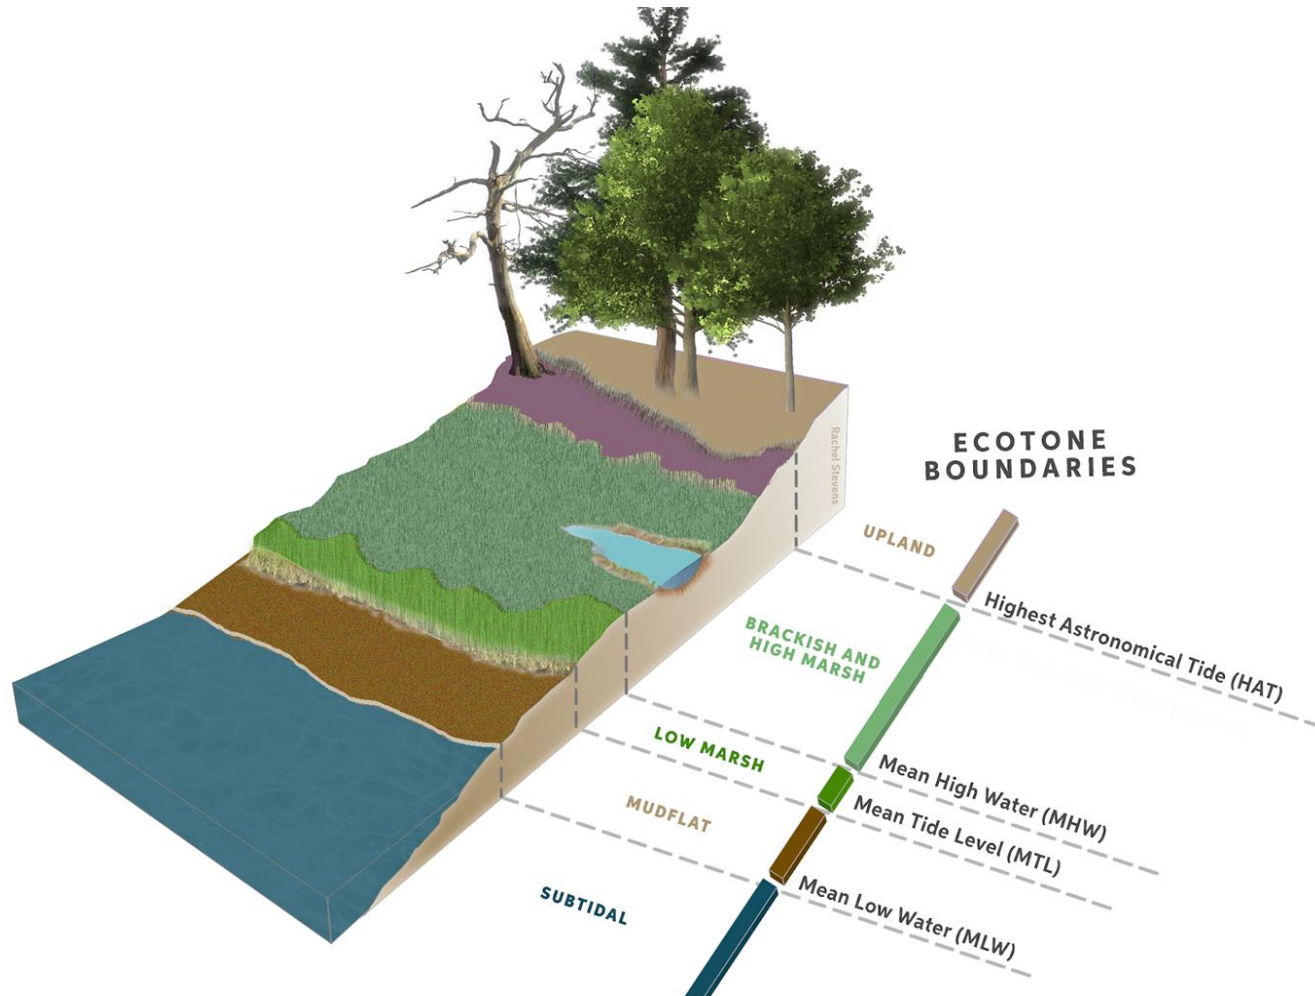 ECOTONE
BOUNDARIES
Rachel Stevens
UPLAND
Highest Astronomical Tide (HAT)
BRACKISH AND
HIGH MARSH
Mean High Water (MHW)
LOW MARSH
Mean Tide Level (MTL)
MUDFLAT
Mean Low Water (MLW)
SUBTIDAL